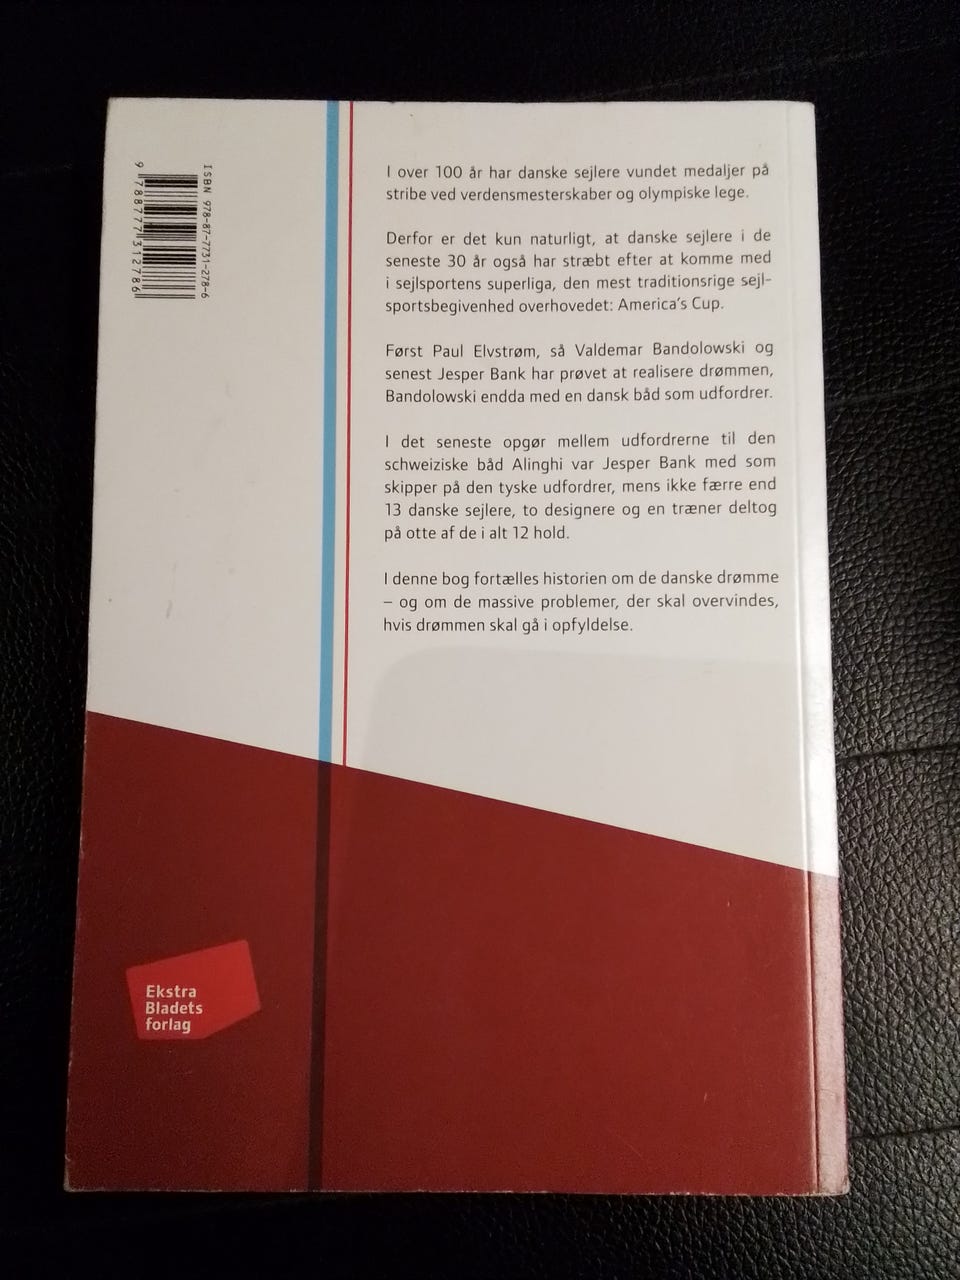 ISBN 978-87-7731-278-6
9 788777 312786
I over 100 år har danske sejlere vundet medaljer på
stribe ved verdensmesterskaber og olympiske lege.
Derfor er det kun naturligt, at danske sejlere i de
seneste 30 år også har stræbt efter at komme med
i sejlsportens superliga, den mest traditionsrige sejl-
sportsbegivenhed overhovedet: America's Cup.
Først Paul Elvstrøm, så Valdemar Bandolowski og
senest Jesper Bank har prøvet at realisere drømmen,
Bandolowski endda med en dansk båd som udfordrer.
I det seneste opgør mellem udfordrerne til den
schweiziske båd Alinghi var Jesper Bank med som
skipper på den tyske udfordrer, mens ikke færre end
13 danske sejlere, to designere og en træner deltog
på otte af de i alt 12 hold.
I denne bog fortælles historien om de danske drømme
– og om de massive problemer, der skal overvindes,
hvis drømmen skal gå i opfyldelse.
Ekstra
Bladets
forlag